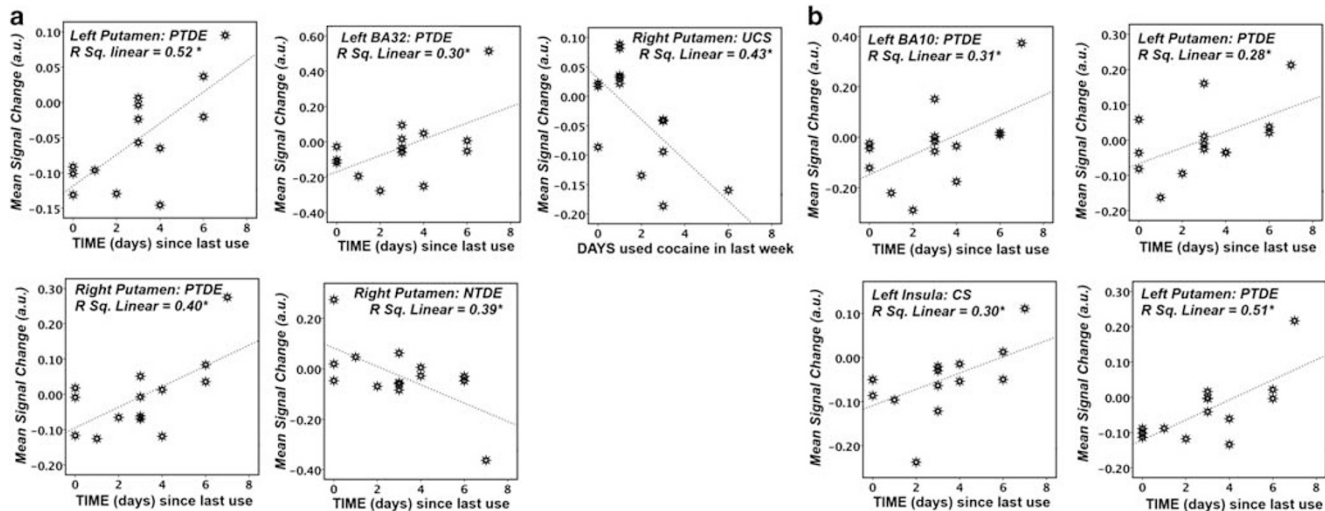 a
Left Putamen: PTDE
R Sq. linear = 0.52 *
Mean Signal Change (a.u.)
0.10
0.05
0.00
−0.05
−0.10
−0.15
0 2 4 6 8
TIME (days) since last use
Left BA32: PTDE
R Sq. Linear = 0.30*
Mean Signal Change (a.u.)
0.60
0.40
0.20
−0.00
−0.20
−0.40
0 2 4 6 8
TIME (days) since last use
Right Putamen: UCS
R Sq. Linear = 0.43*
Mean Signal Change (a.u.)
0.10
0.05
0.00
−0.05
−0.10
−0.15
−0.20
0 2 4 6 8
DAYS used cocaine in last week
Right Putamen: PTDE
R Sq. Linear = 0.40*
Mean Signal Change (a.u.)
0.30
0.20
0.10
−0.00
−0.10
−0.20
0 2 4 6 8
TIME (days) since last use
Right Putamen: NTDE
R Sq. Linear = 0.39*
Mean Signal Change (a.u.)
0.20
−0.00
−0.20
−0.40
0 2 4 6 8
TIME (days) since last use
b
Left BA10: PTDE
R Sq. Linear = 0.31*
Mean Signal Change (a.u.)
0.40
0.20
−0.00
−0.20
0 2 4 6 8
TIME (days) since last use
Left Putamen: PTDE
R Sq. Linear = 0.28*
Mean Signal Change (a.u.)
0.30
0.20
0.10
−0.00
−0.10
−0.20
0 2 4 6 8
TIME (days) since last use
Left Insula: CS
R Sq. Linear = 0.30*
Mean Signal Change (a.u.)
0.10
−0.00
−0.10
−0.20
0 2 4 6 8
TIME (days) since last use
Left Putamen: PTDE
R Sq. Linear = 0.51*
Mean Signal Change (a.u.)
0.30
0.20
0.10
−0.00
−0.10
−0.20
0 2 4 6 8
TIME (days) since last use